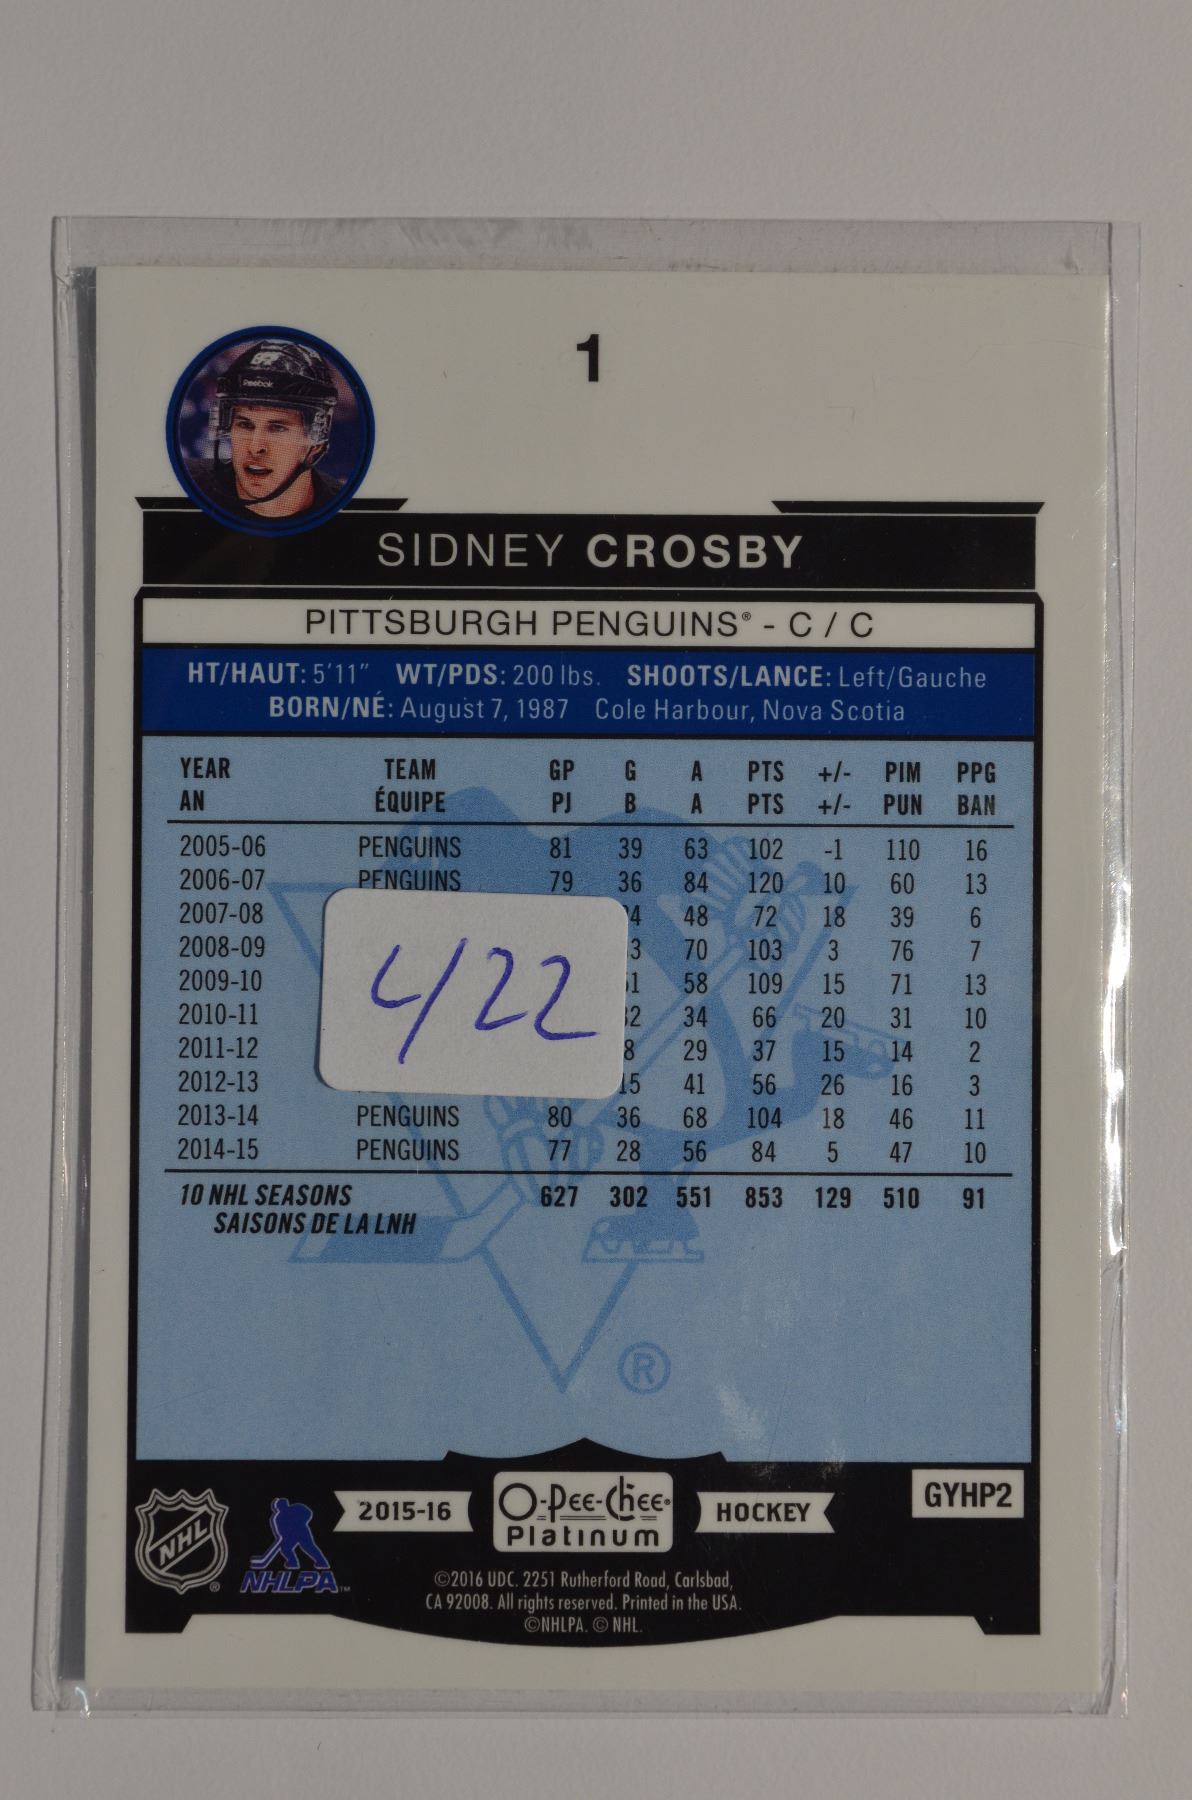 1
Reebok
87
SIDNEY CROSBY
PITTSBURGH PENGUINS® - C / C
HT/HAUT: 5'11" WT/PDS: 200 lbs. SHOOTS/LANCE: Left/Gauche
BORN/NÉ: August 7, 1987 Cole Harbour, Nova Scotia
YEAR TEAM GP G A PTS +/- PIM PPG
AN ÉQUIPE PJ B A PTS +/- PUN BAN
2005-06 PENGUINS 81 39 63 102 -1 110 16
2006-07 PENGUINS 79 36 84 120 10 60 13
2007-08 4 48 72 18 39 6
2008-09 3 70 103 3 76 7
2009-10 1 58 109 15 71 13
2010-11 2 34 66 20 31 10
2011-12 8 29 37 15 14 2
2012-13 15 41 56 26 16 3
4/22
2013-14 PENGUINS 80 36 68 104 18 46 11
2014-15 PENGUINS 77 28 56 84 5 47 10
10 NHL SEASONS 627 302 551 853 129 510 91
SAISONS DE LA LNH
®
GYHP2
NHL® NHLPA™ 2015-16 O-Pee-Chee® HOCKEY
Platinum
©2016 UDC. 2251 Rutherford Road, Carlsbad,
CA 92008. All rights reserved. Printed in the USA.
©NHLPA. © NHL.